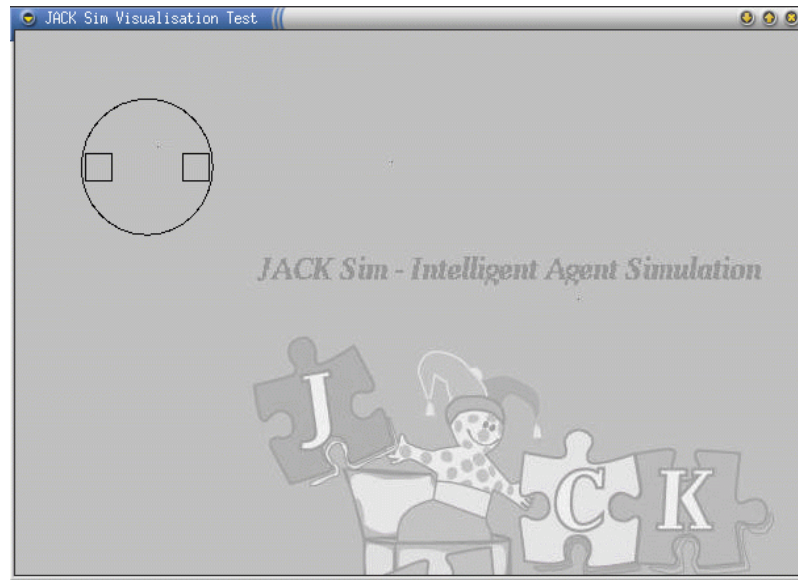 JACK Sim Visualisation Test
JACK Sim - Intelligent Agent Simulation
J
C K